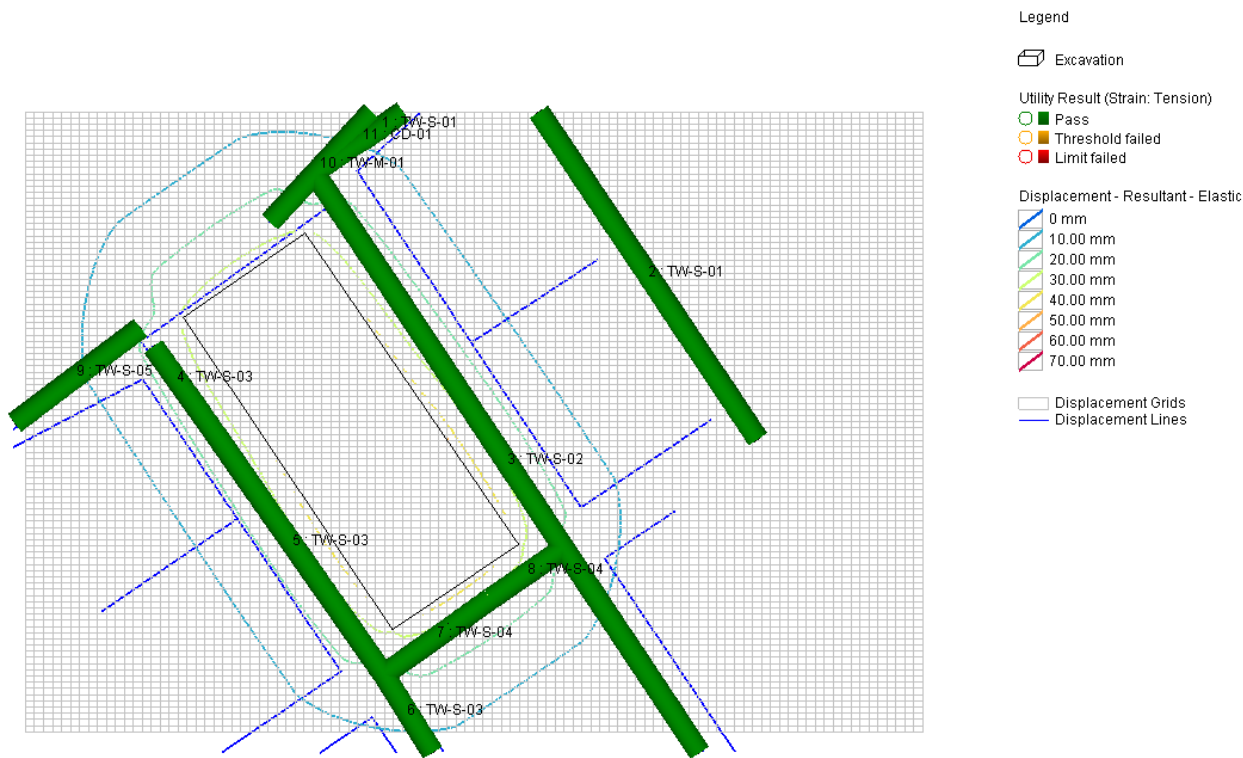 Legend
Excavation
Utility Result (Strain: Tension)
Pass
Threshold failed
Limit failed
Displacement - Resultant - Elastic
0 mm
10.00 mm
20.00 mm
30.00 mm
40.00 mm
50.00 mm
60.00 mm
70.00 mm
Displacement Grids
Displacement Lines
1 : TW-S-01
11 : CD-01
10 : TW-M-01
2 : TW-S-01
9 : TW-S-05
4 : TW-S-03
3 : TW-S-02
5 : TW-S-03
8 : TW-S-04
7 : TW-S-04
6 : TW-S-03